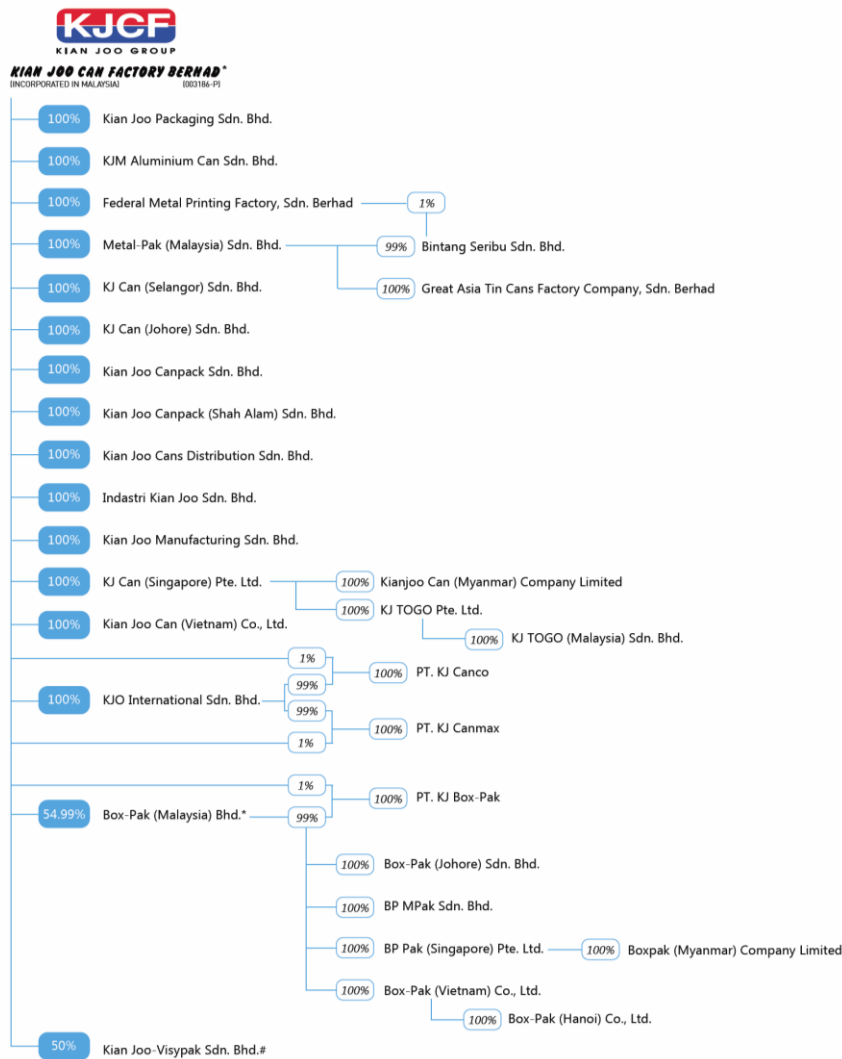 KJCF
KIAN JOO GROUP
KIAN JOO CAN FACTORY BERHAD*
(INCORPORATED IN MALAYSIA) (003186-P)
100% Kian Joo Packaging Sdn. Bhd.
100% KJM Aluminium Can Sdn. Bhd.
100% Federal Metal Printing Factory, Sdn. Berhad 1%
100% Metal-Pak (Malaysia) Sdn. Bhd. 99% Bintang Seribu Sdn. Bhd.
100% KJ Can (Selangor) Sdn. Bhd. 100% Great Asia Tin Cans Factory Company, Sdn. Berhad
100% KJ Can (Johore) Sdn. Bhd.
100% Kian Joo Canpack Sdn. Bhd.
100% Kian Joo Canpack (Shah Alam) Sdn. Bhd.
100% Kian Joo Cans Distribution Sdn. Bhd.
100% Indastri Kian Joo Sdn. Bhd.
100% Kian Joo Manufacturing Sdn. Bhd.
100% KJ Can (Singapore) Pte. Ltd. 100% Kianjoo Can (Myanmar) Company Limited
100% KJ TOGO Pte. Ltd.
100% Kian Joo Can (Vietnam) Co., Ltd.
100% KJ TOGO (Malaysia) Sdn. Bhd.
1%
100% PT. KJ Canco
99%
100% KJO International Sdn. Bhd.
99%
100% PT. KJ Canmax
1%
1%
100% PT. KJ Box-Pak
54.99% Box-Pak (Malaysia) Bhd.* 99%
100% Box-Pak (Johore) Sdn. Bhd.
100% BP MPak Sdn. Bhd.
100% BP Pak (Singapore) Pte. Ltd. 100% Boxpak (Myanmar) Company Limited
100% Box-Pak (Vietnam) Co., Ltd.
100% Box-Pak (Hanoi) Co., Ltd.
50% Kian Joo-Visypak Sdn. Bhd.#